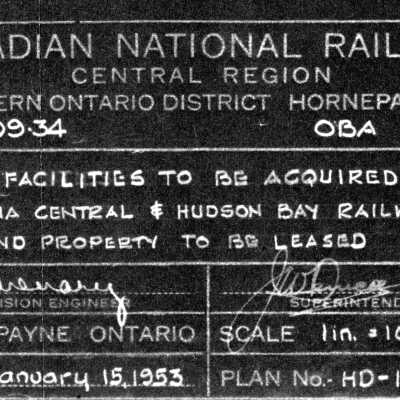 ADIAN NATIONAL RAIL
CENTRAL REGION
ERN ONTARIO DISTRICT HORNEPA
09.34 OBA
FACILITIES TO BE ACQUIRED
MA CENTRAL & HUDSON BAY RAILW
ND PROPERTY TO BE LEASED
ISION ENGINEER SUPERINTEND
PAYNE ONTARIO SCALE 1in. = 10
anuary 15, 1953 PLAN No.- HD-1